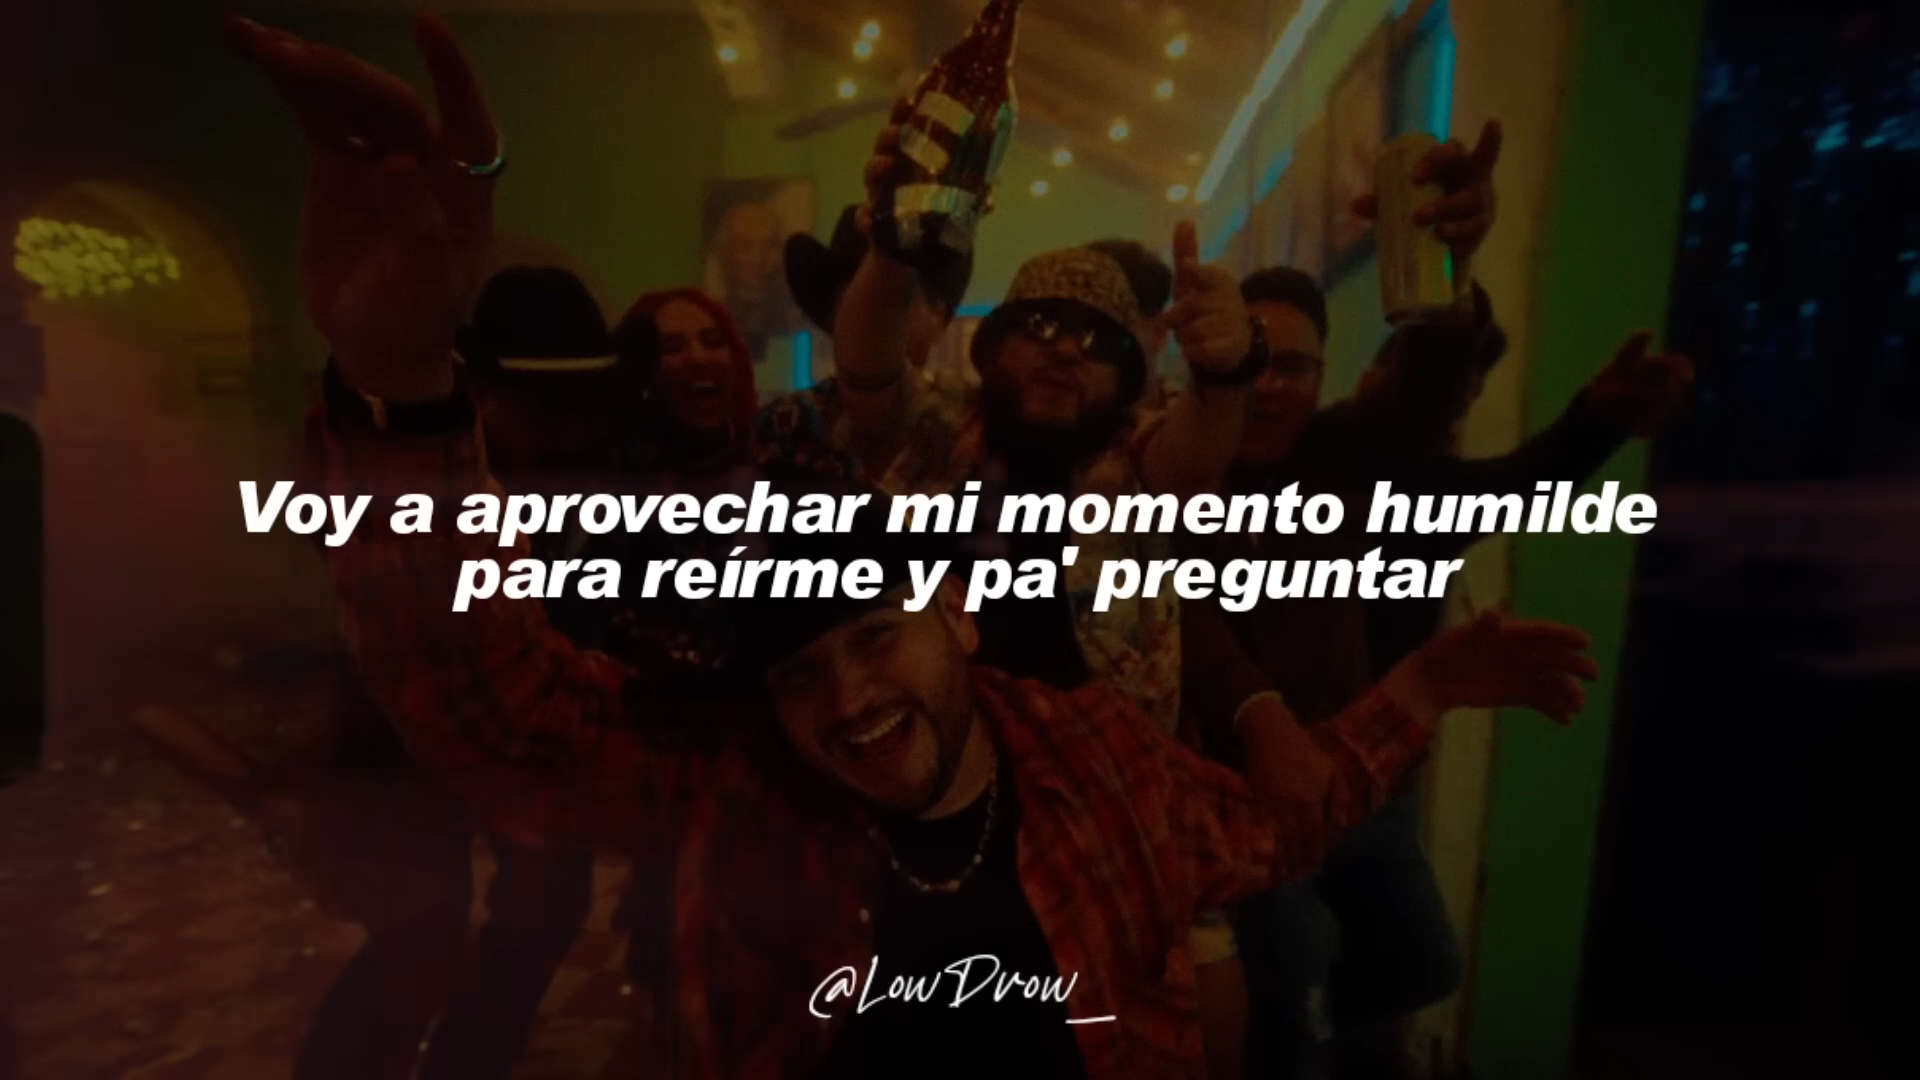 Voy a aprovechar mi momento humilde
para reírme y pa' preguntar
@LowDrow_